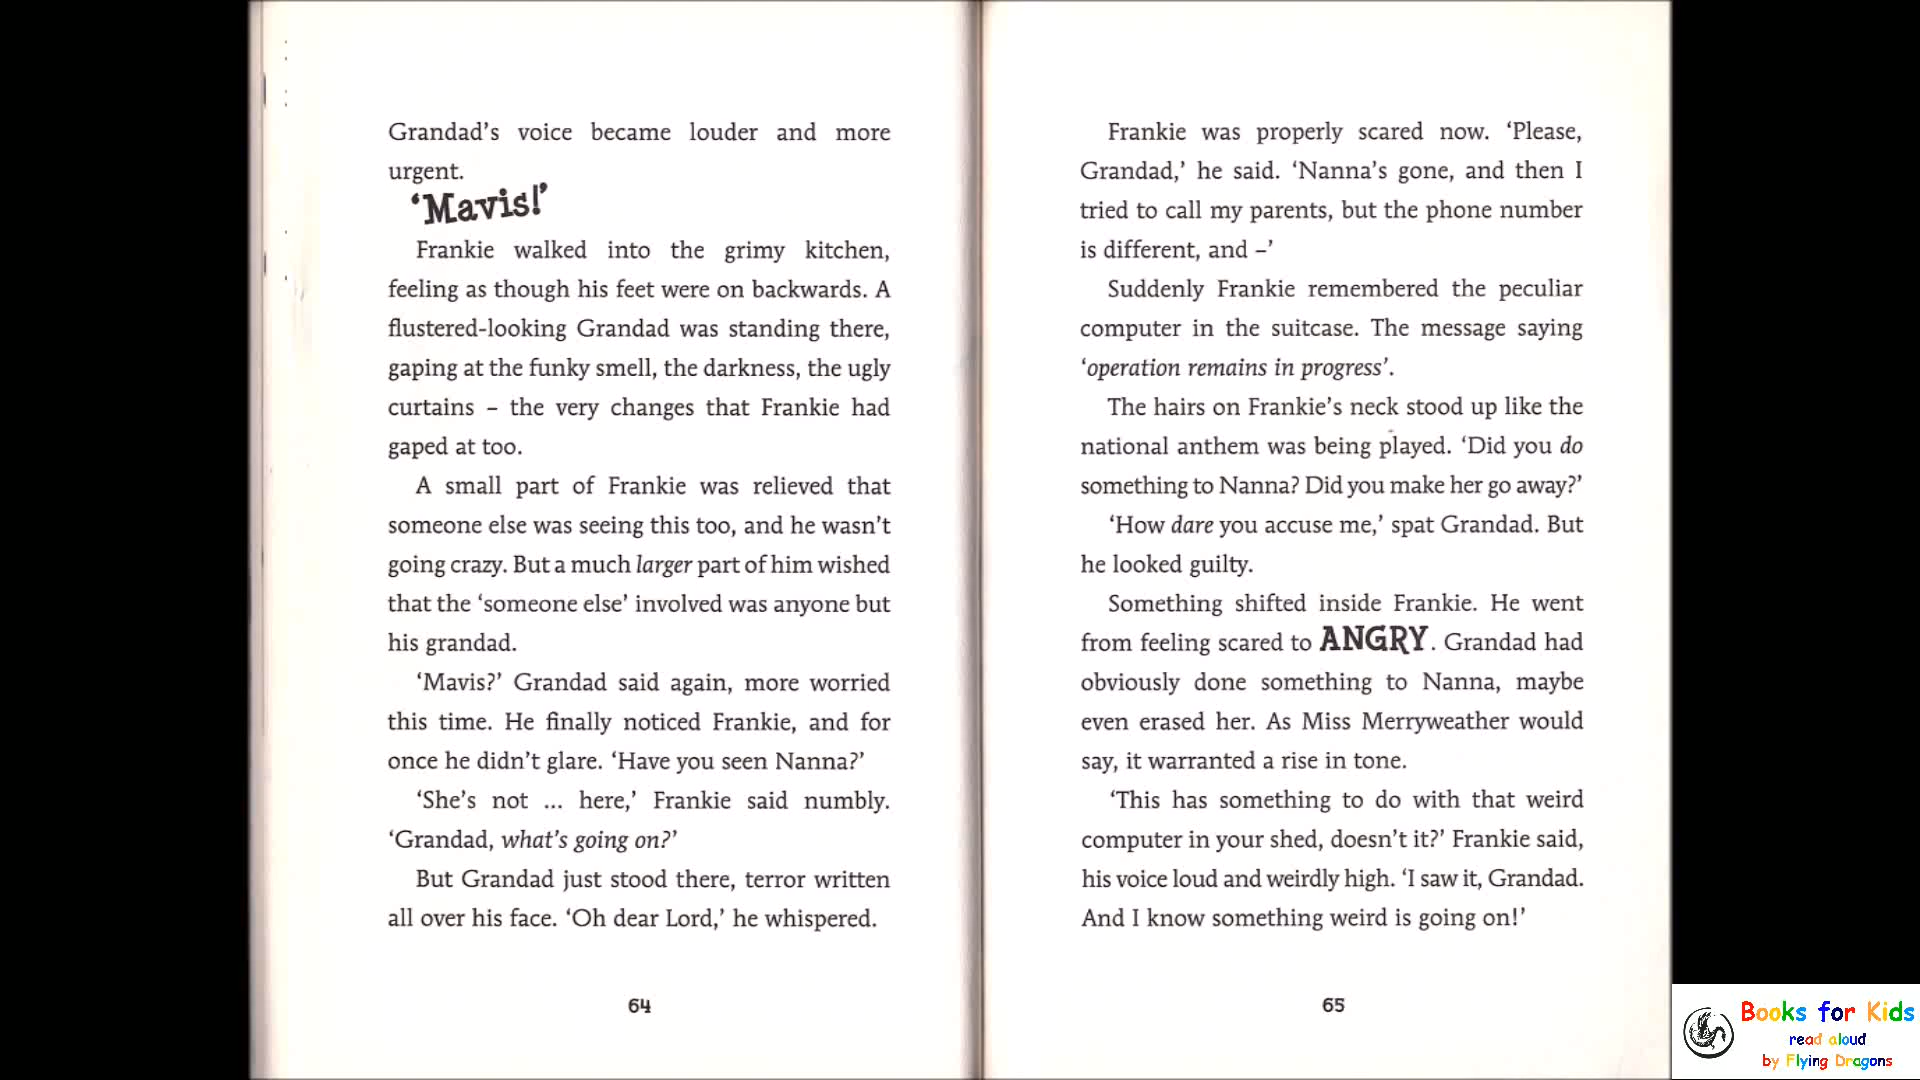 Grandad’s voice became louder and more
urgent.
‘Mavis!’
Frankie walked into the grimy kitchen,
feeling as though his feet were on backwards. A
flustered-looking Grandad was standing there,
gaping at the funky smell, the darkness, the ugly
curtains – the very changes that Frankie had
gaped at too.
A small part of Frankie was relieved that
someone else was seeing this too, and he wasn’t
going crazy. But a much larger part of him wished
that the ‘someone else’ involved was anyone but
his grandad.
‘Mavis?’ Grandad said again, more worried
this time. He finally noticed Frankie, and for
once he didn’t glare. ‘Have you seen Nanna?’
‘She’s not ... here,’ Frankie said numbly.
‘Grandad, what’s going on?’
But Grandad just stood there, terror written
all over his face. ‘Oh dear Lord,’ he whispered.
64
Frankie was properly scared now. ‘Please,
Grandad,’ he said. ‘Nanna’s gone, and then I
tried to call my parents, but the phone number
is different, and –’
Suddenly Frankie remembered the peculiar
computer in the suitcase. The message saying
‘operation remains in progress’.
The hairs on Frankie’s neck stood up like the
national anthem was being played. ‘Did you do
something to Nanna? Did you make her go away?’
‘How dare you accuse me,’ spat Grandad. But
he looked guilty.
Something shifted inside Frankie. He went
from feeling scared to ANGRY. Grandad had
obviously done something to Nanna, maybe
even erased her. As Miss Merryweather would
say, it warranted a rise in tone.
‘This has something to do with that weird
computer in your shed, doesn’t it?’ Frankie said,
his voice loud and weirdly high. ‘I saw it, Grandad.
And I know something weird is going on!’
65
Books for Kids
read aloud
by Flying Dragons